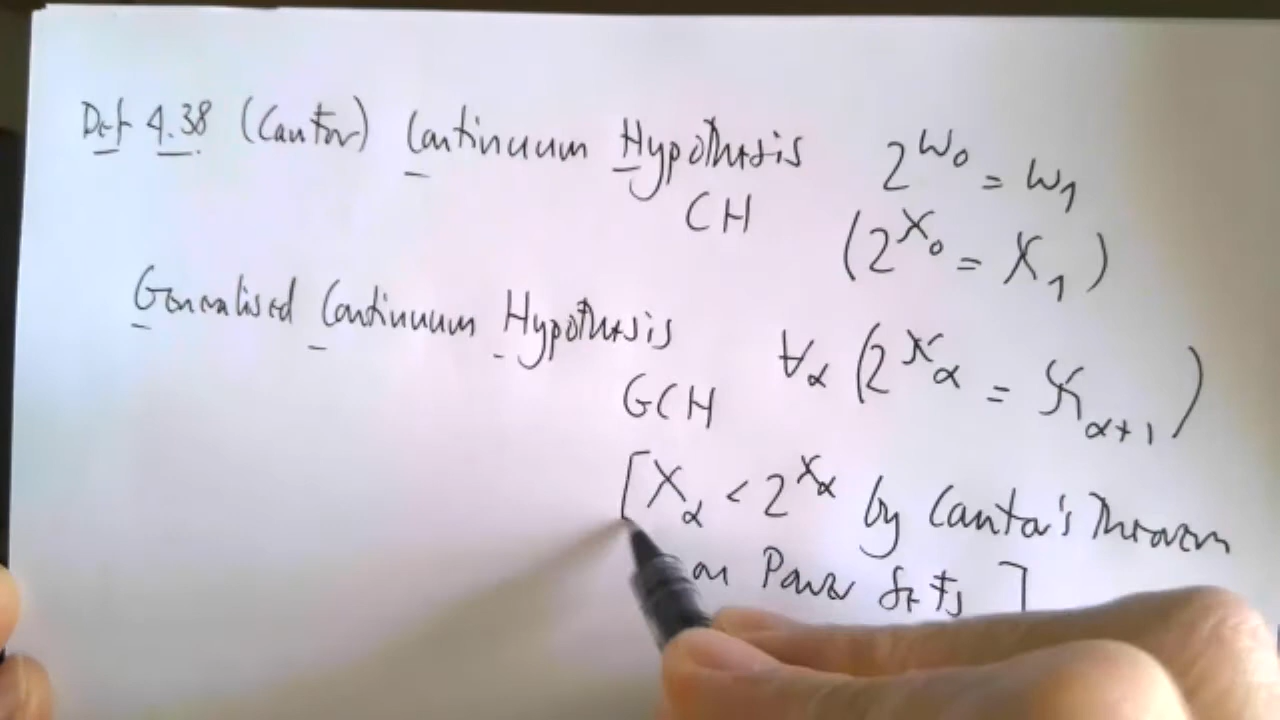 Def 4.38 (Cantor) Continuum Hypothesis 2^ω₀ = ω₁
CH (2^ℵ₀ = ℵ₁)
Generalised Continuum Hypothesis ∀α (2^ℵα = ℵα+1)
GCH
[ℵα < 2^ℵα by Cantor's Theorem
on Power Sets]